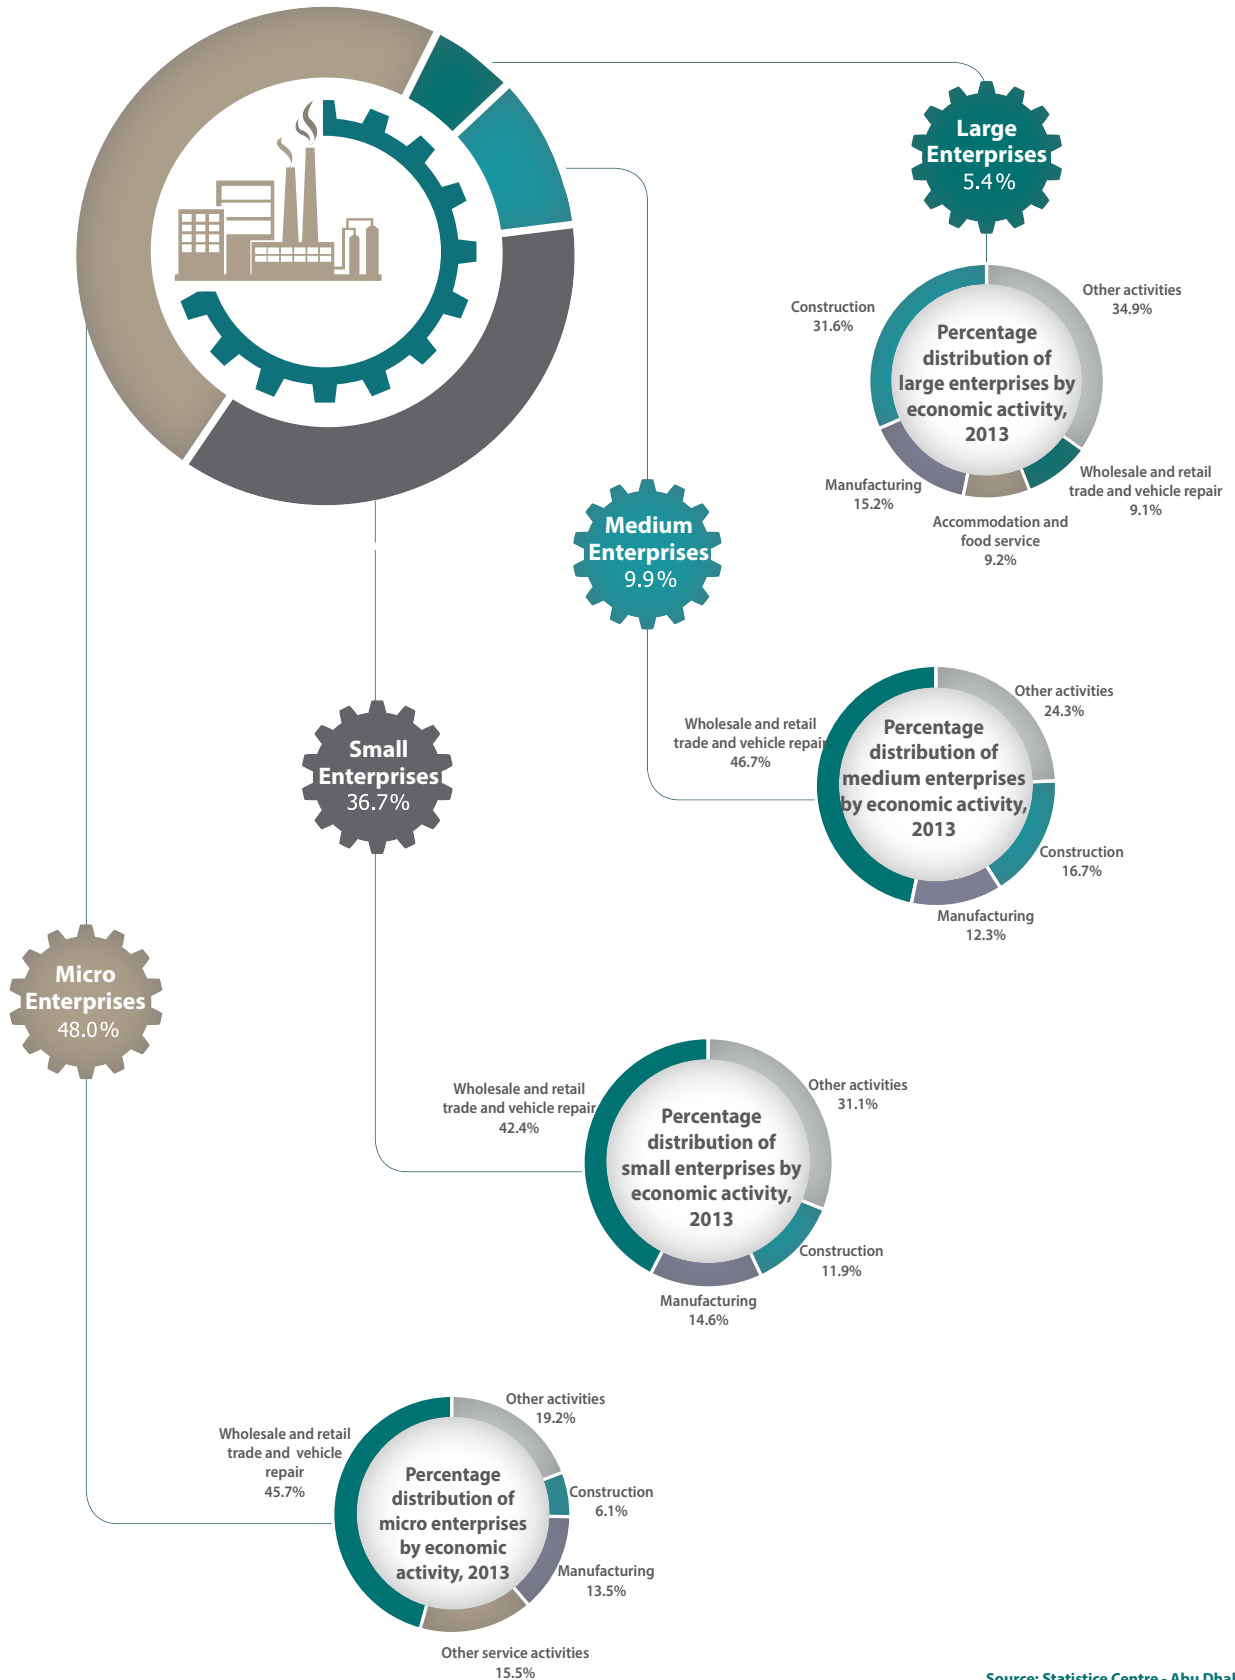 Large
Enterprises
5.4%
Construction
31.6%
Other activities
34.9%
Percentage
distribution of
large enterprises by
economic activity,
2013
Manufacturing
15.2%
Wholesale and retail
trade and vehicle repair
9.1%
Accommodation and
food service
9.2%
Medium
Enterprises
9.9%
Wholesale and retail
trade and vehicle repair
46.7%
Other activities
24.3%
Percentage
distribution of
medium enterprises
by economic activity,
2013
Construction
16.7%
Manufacturing
12.3%
Small
Enterprises
36.7%
Wholesale and retail
trade and vehicle repair
42.4%
Other activities
31.1%
Percentage
distribution of
small enterprises by
economic activity,
2013
Construction
11.9%
Manufacturing
14.6%
Micro
Enterprises
48.0%
Wholesale and retail
trade and vehicle
repair
45.7%
Other activities
19.2%
Percentage
distribution of
micro enterprises
by economic
activity, 2013
Construction
6.1%
Manufacturing
13.5%
Other service activities
15.5%
Source: Statistice Centre - Abu